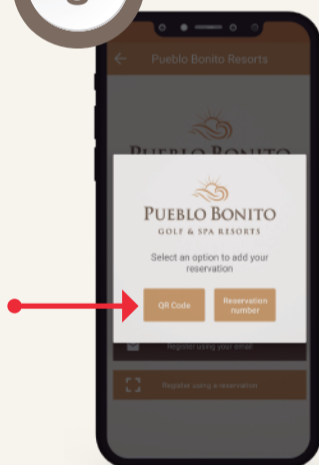 Pueblo Bonito Resorts
PUEBLO BONITO
PUEBLO BONITO
GOLF & SPA RESORTS
Select an option to add your
reservation
QR Code
Reservation
number
Register using your email
Register using a reservation